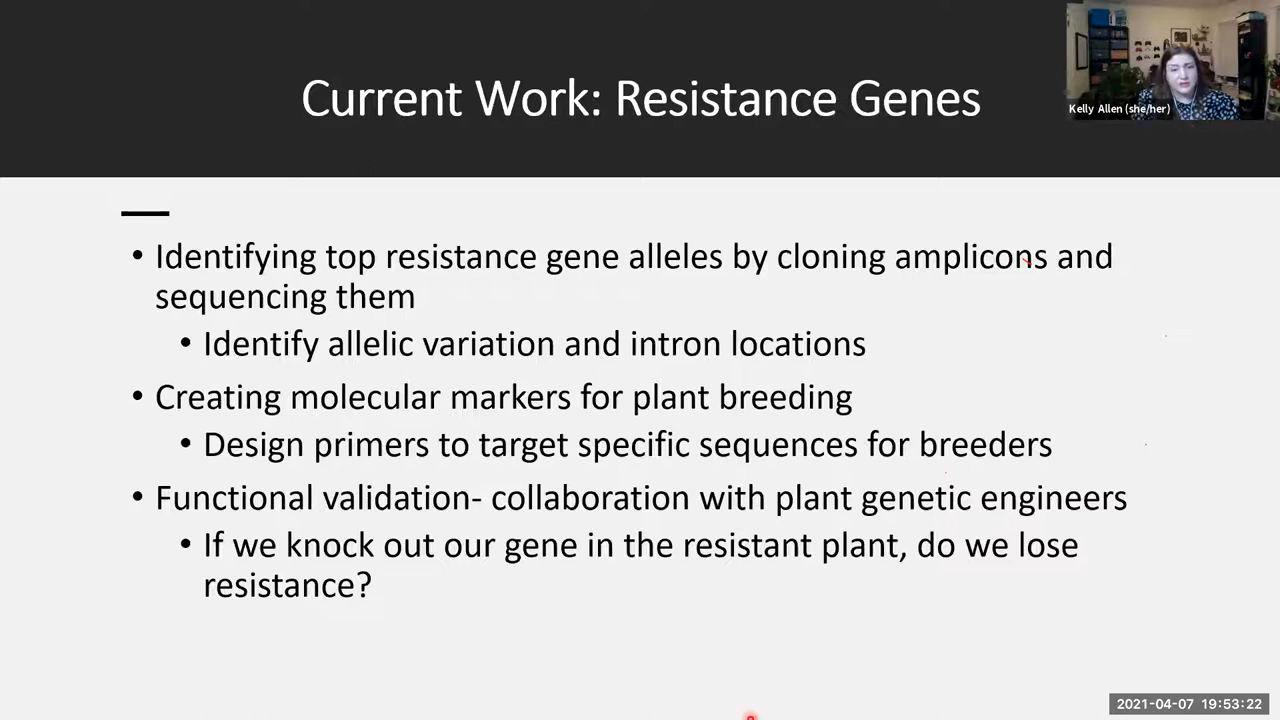 Current Work: Resistance Genes
Kelly Allen (she/her)
• Identifying top resistance gene alleles by cloning amplicons and
sequencing them
• Identify allelic variation and intron locations
• Creating molecular markers for plant breeding
• Design primers to target specific sequences for breeders
• Functional validation- collaboration with plant genetic engineers
• If we knock out our gene in the resistant plant, do we lose
resistance?
2021-04-07 19:53:22